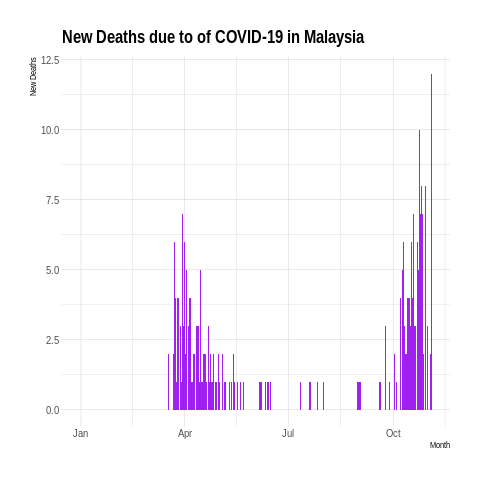 New Deaths due to of COVID-19 in Malaysia
New Deaths
12.5
10.0
7.5
5.0
2.5
0.0
Jan Apr Jul Oct
Month